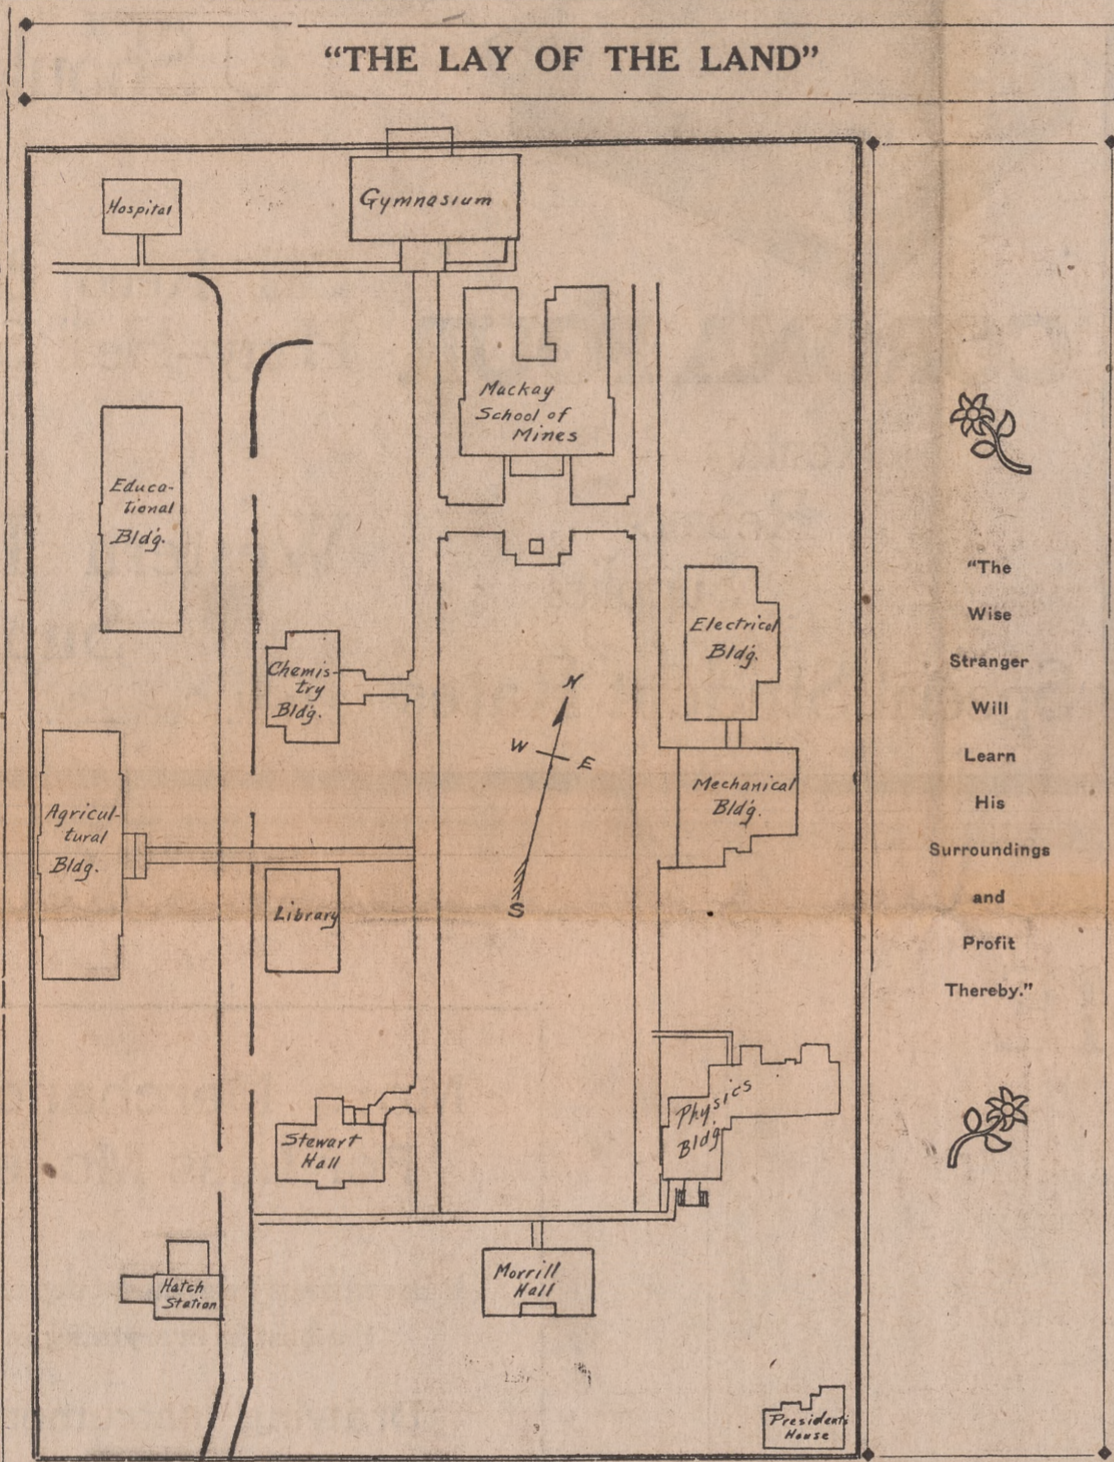 “THE LAY OF THE LAND”
Hospital
Gymnasium
Mackay
School of
Mines
Educa-
tional
Bldg.
Electrical
Bldg.
Chemis-
try
Bldg.
N
W
E
S
Mechanical
Bldg.
Agricul-
tural
Bldg.
Library
Physics
Bldg
Stewart
Hall
Morrill
Hall
Hatch
Station
Presidents
House
“The
Wise
Stranger
Will
Learn
His
Surroundings
and
Profit
Thereby.”